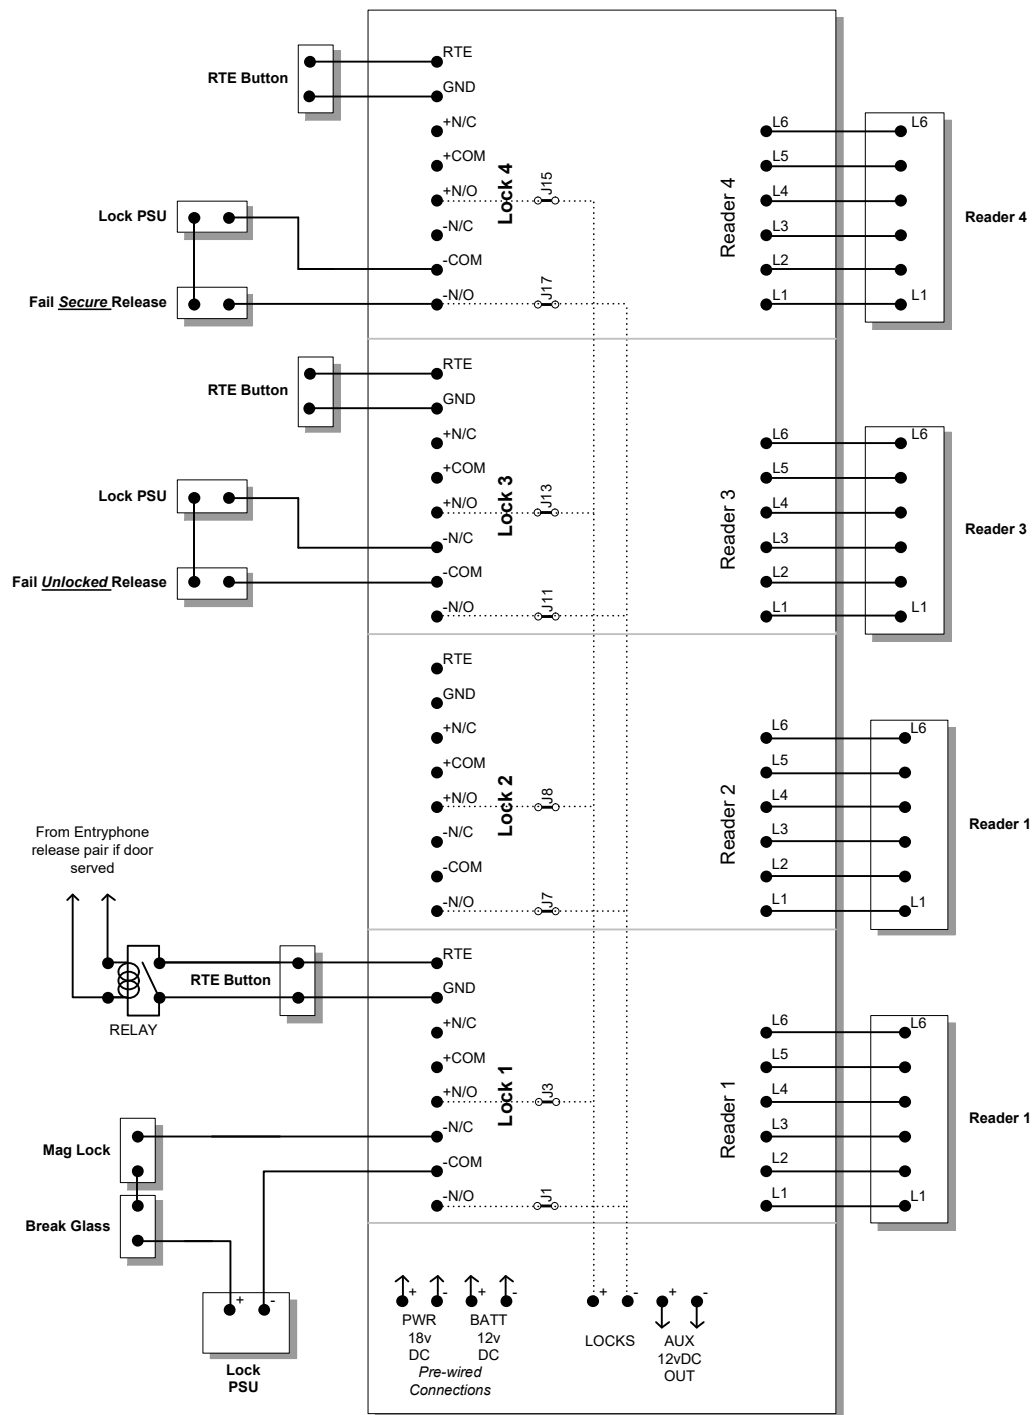 RTE Button
RTE
GND
+N/C
+COM
+N/O
-N/C
-COM
-N/O
Lock 4
J15
J17
Lock PSU
Fail Secure Release
Reader 4
L6
L5
L4
L3
L2
L1
L6
L1
Reader 4
RTE Button
RTE
GND
+N/C
+COM
+N/O
-N/C
-COM
-N/O
Lock 3
J13
J11
Lock PSU
Fail Unlocked Release
Reader 3
L6
L5
L4
L3
L2
L1
L6
L1
Reader 3
RTE
GND
+N/C
+COM
+N/O
-N/C
-COM
-N/O
Lock 2
J8
J7
Reader 2
L6
L5
L4
L3
L2
L1
L6
L1
Reader 1
From Entryphone
release pair if door
served
RELAY
RTE Button
RTE
GND
+N/C
+COM
+N/O
-N/C
-COM
-N/O
Lock 1
J3
J1
Mag Lock
Break Glass
+ -
Lock
PSU
Reader 1
L6
L5
L4
L3
L2
L1
L6
L1
Reader 1
+ - + - + - + -
PWR
18v
DC
BATT
12v
DC
Pre-wired
Connections
LOCKS
AUX
12vDC
OUT